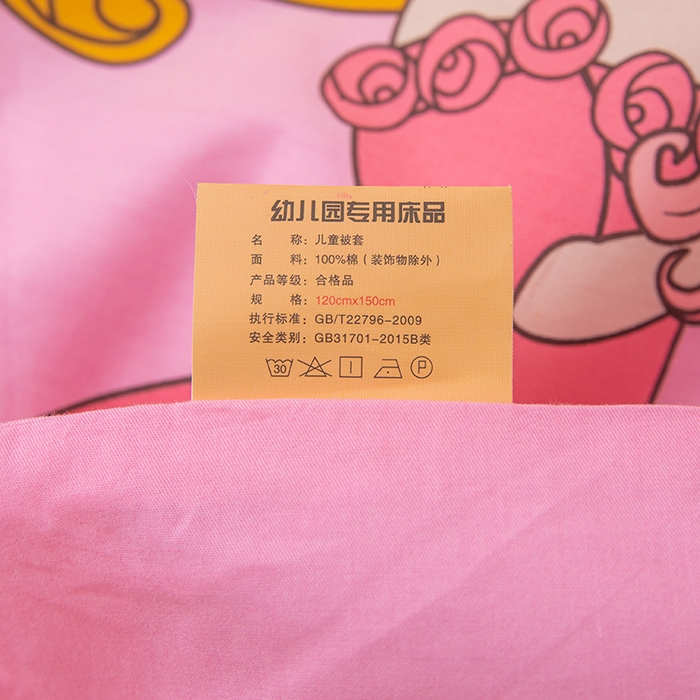 幼儿园专用床品
名 称：儿童被套
面 料：100%棉（装饰物除外）
产品等级：合格品
规 格：120cmx150cm
执行标准：GB/T22796-2009
安全类别：GB31701-2015B类
30 P